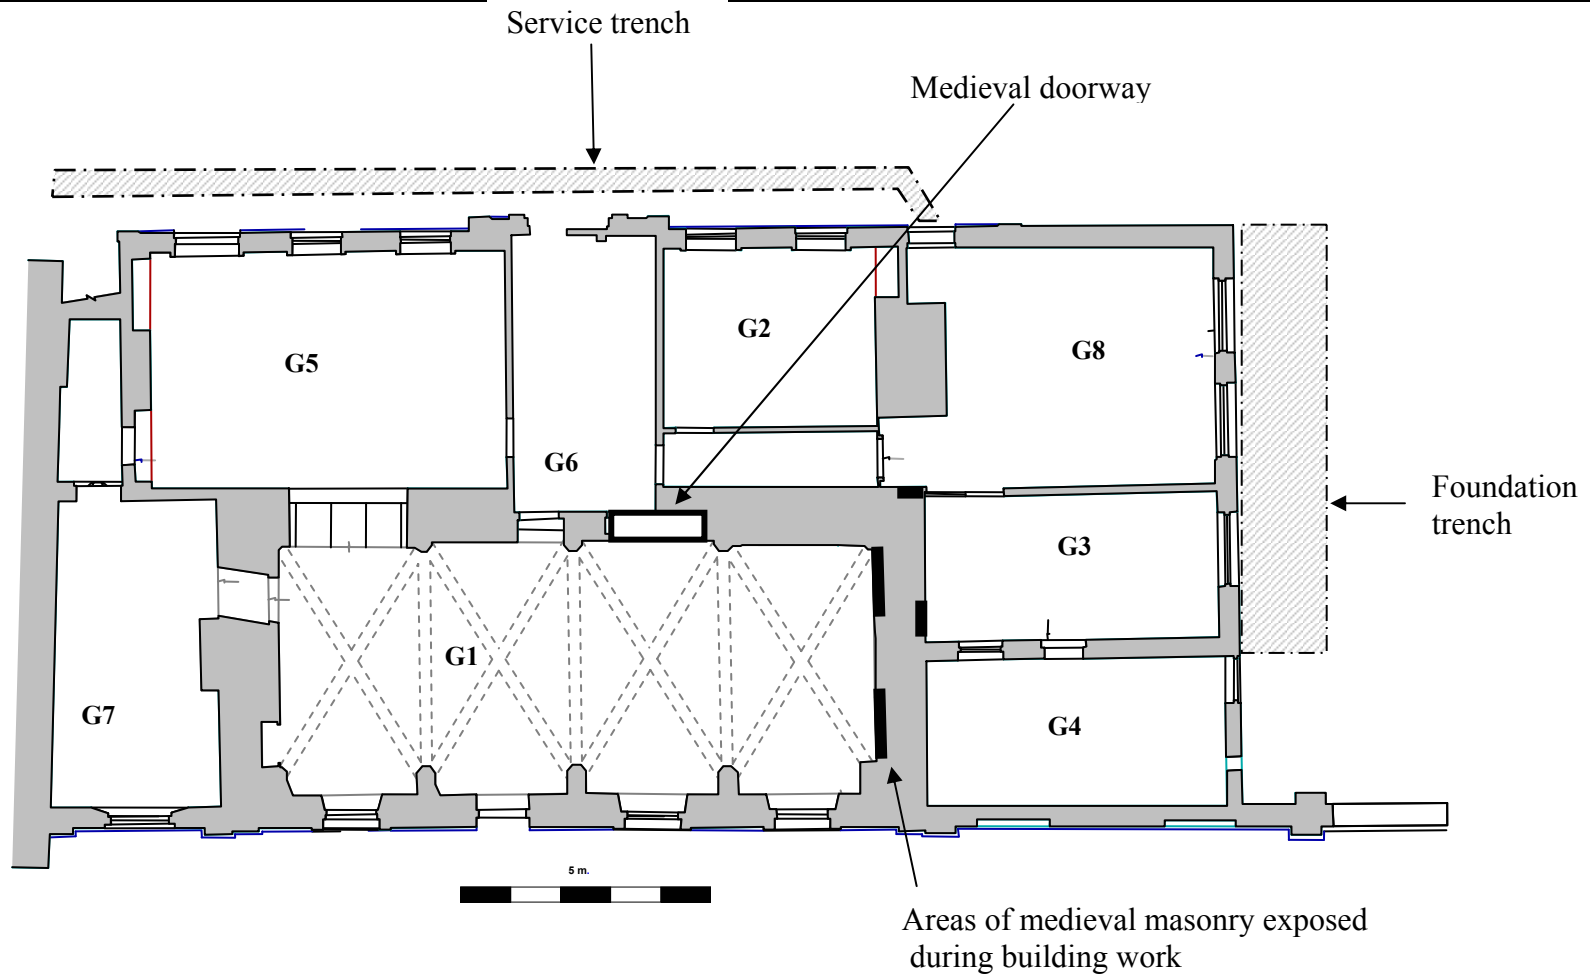 Service trench
Medieval doorway
G2
G8
G5
G6
Foundation
trench
G3
G1
G7
G4
5 m.
Areas of medieval masonry exposed
during building work